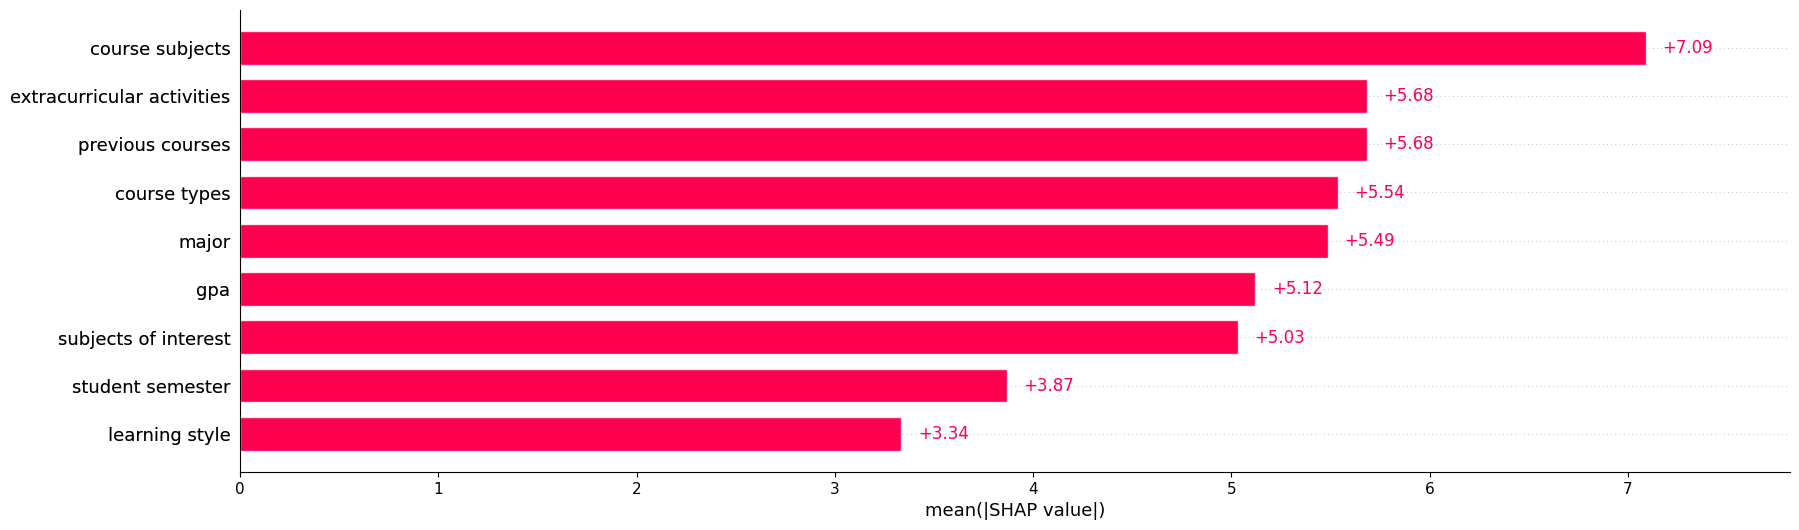 course subjects +7.09
extracurricular activities +5.68
previous courses +5.68
course types +5.54
major +5.49
gpa +5.12
subjects of interest +5.03
student semester +3.87
learning style +3.34
0 1 2 3 4 5 6 7
mean(|SHAP value|)